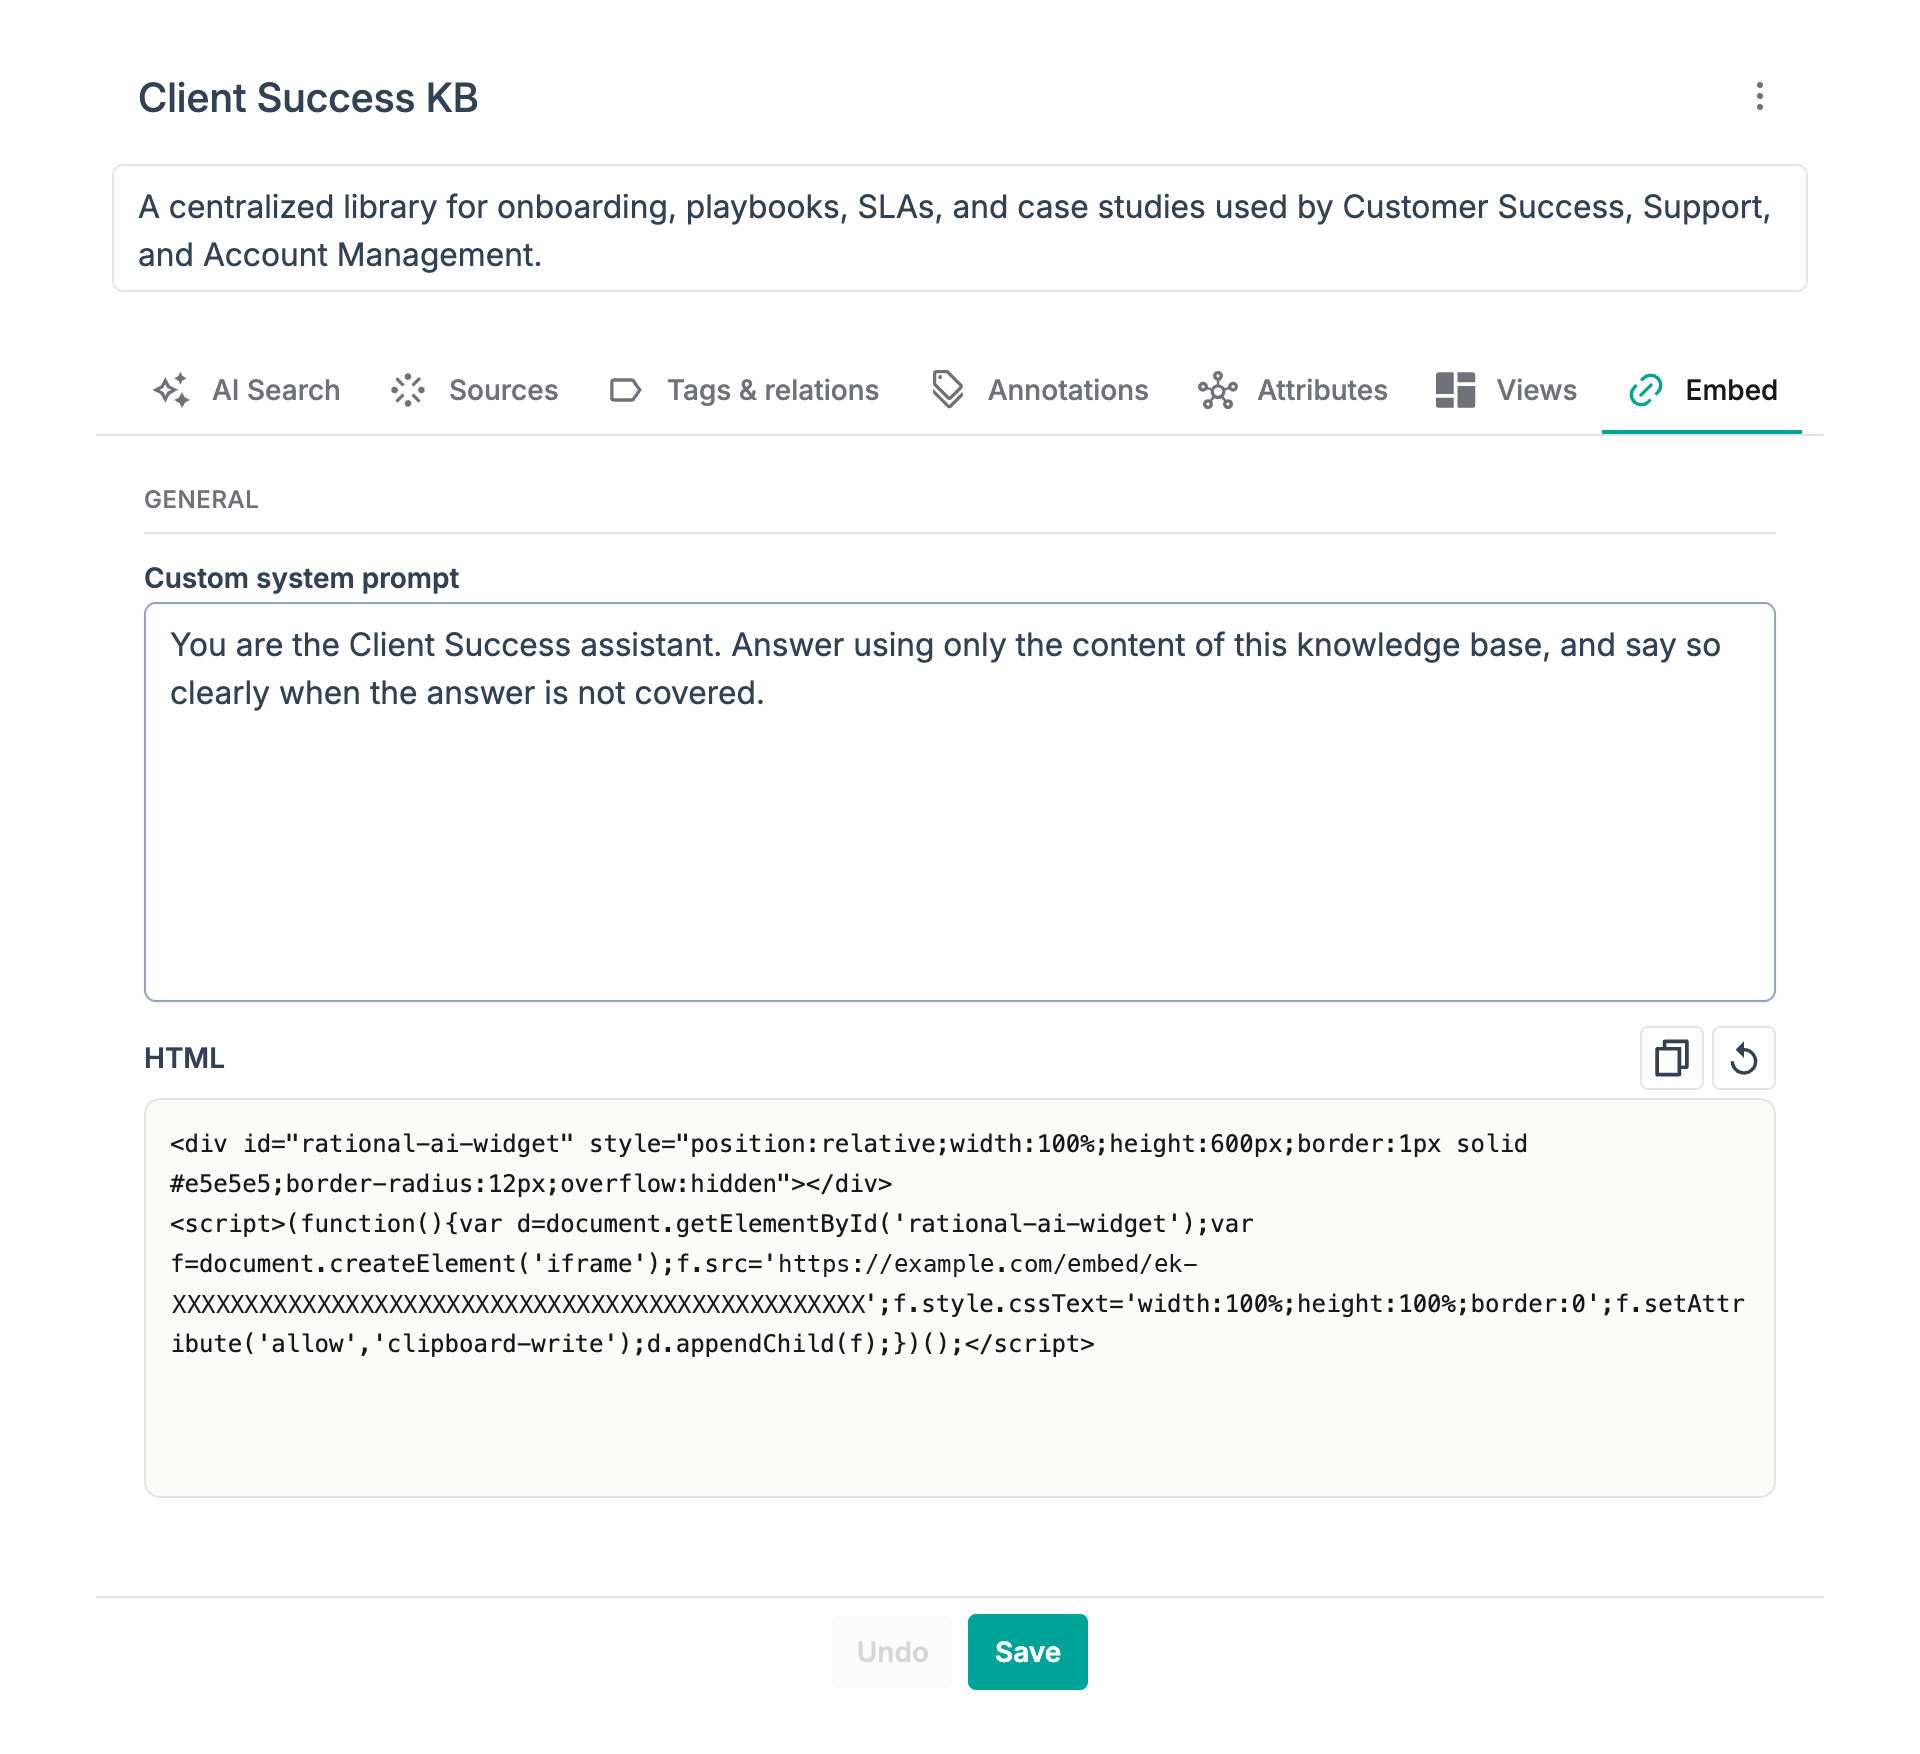 Client Success KB
A centralized library for onboarding, playbooks, SLAs, and case studies used by Customer Success, Support,
and Account Management.
AI Search Sources Tags & relations Annotations Attributes Views Embed
GENERAL
Custom system prompt
You are the Client Success assistant. Answer using only the content of this knowledge base, and say so
clearly when the answer is not covered.
HTML
<div id="rational-ai-widget" style="position:relative;width:100%;height:600px;border:1px solid
#e5e5e5;border-radius:12px;overflow:hidden"></div>
<script>(function(){var d=document.getElementById('rational-ai-widget');var
f=document.createElement('iframe');f.src='https://example.com/embed/ek-
XXXXXXXXXXXXXXXXXXXXXXXXXXXXXXXXXXXXXXXXXXXXXXXX';f.style.cssText='width:100%;height:100%;border:0';f.setAttr
ibute('allow','clipboard-write');d.appendChild(f);})();</script>
Undo Save